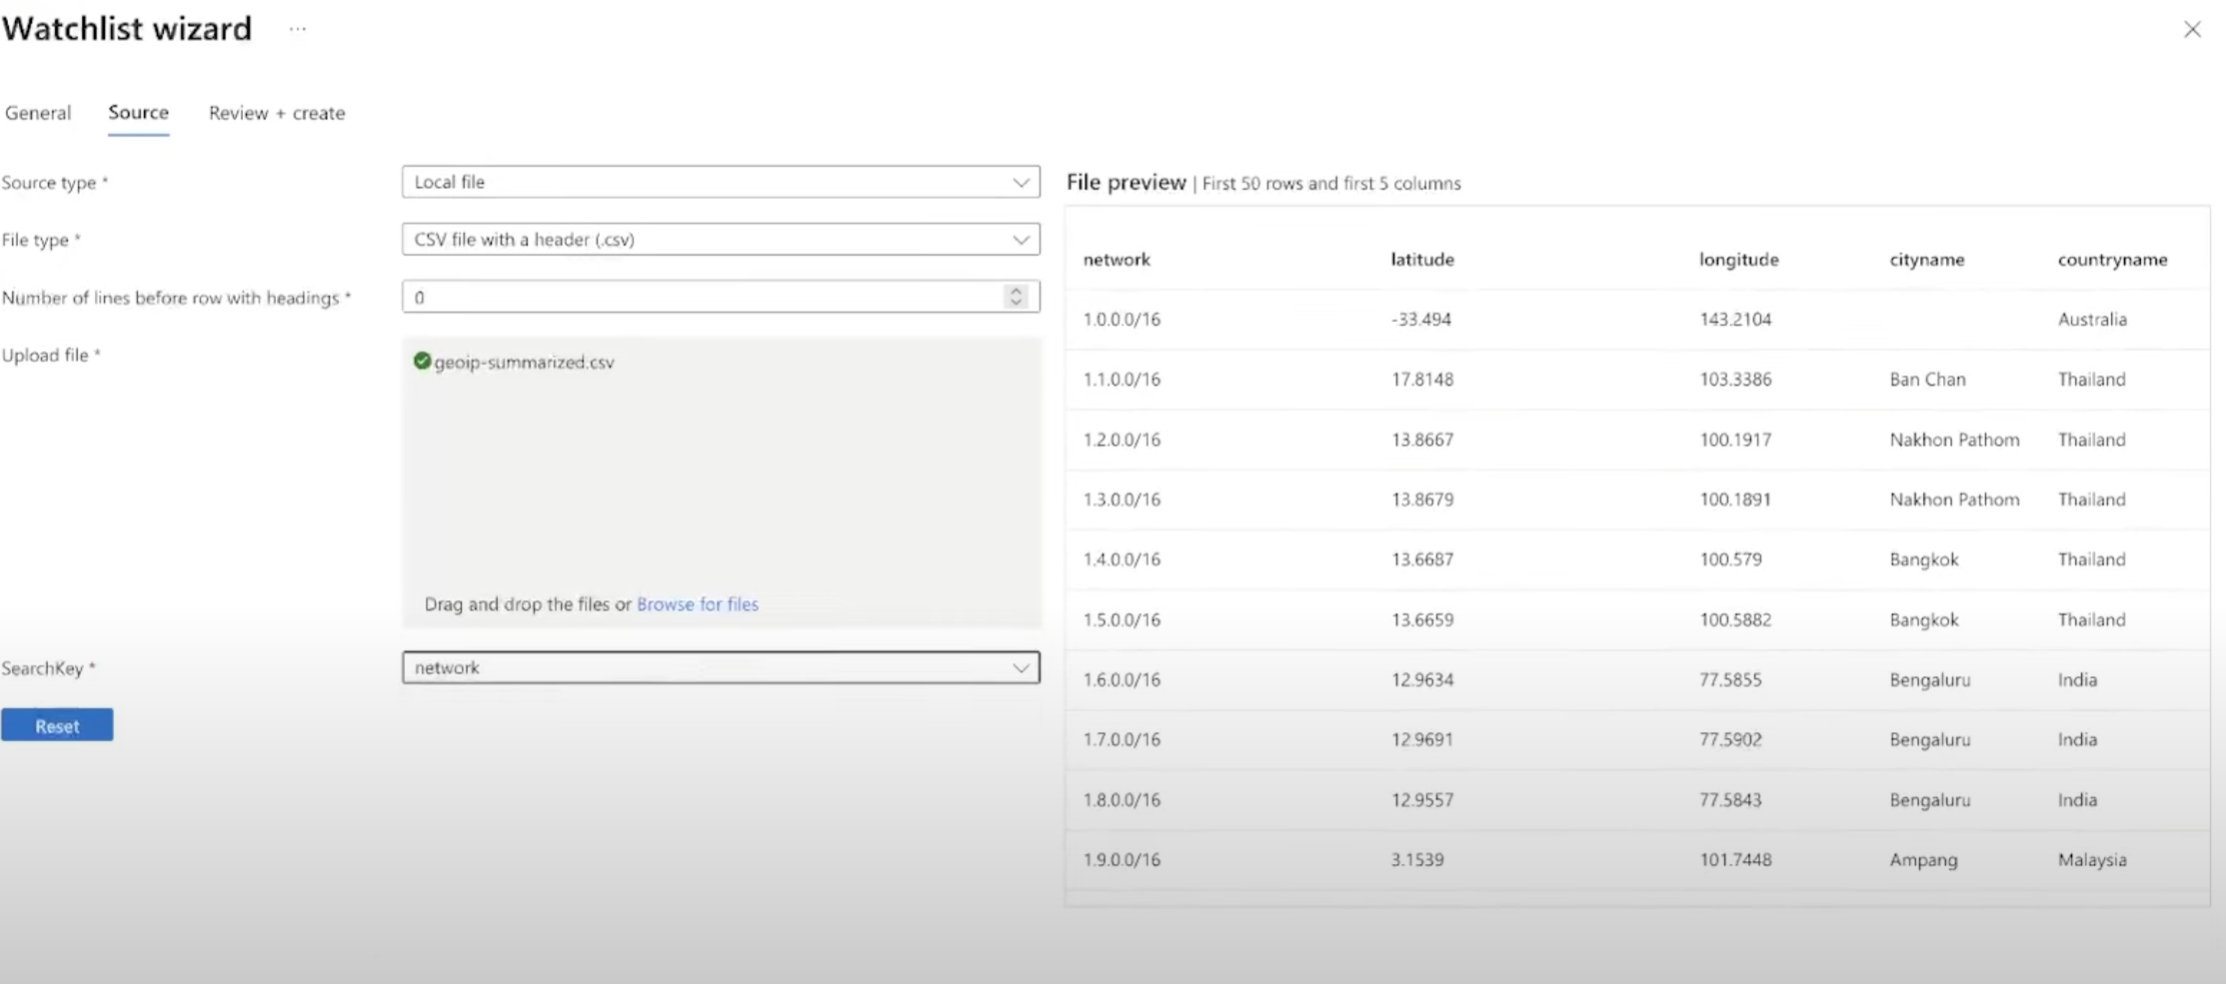 Watchlist wizard ...
General Source Review + create
Source type * Local file
File type * CSV file with a header (.csv)
Number of lines before row with headings * 0
Upload file * geoip-summarized.csv
Drag and drop the files or Browse for files
SearchKey * network
Reset
File preview | First 50 rows and first 5 columns
network latitude longitude cityname countryname
1.0.0.0/16 -33.494 143.2104 Australia
1.1.0.0/16 17.8148 103.3386 Ban Chan Thailand
1.2.0.0/16 13.8667 100.1917 Nakhon Pathom Thailand
1.3.0.0/16 13.8679 100.1891 Nakhon Pathom Thailand
1.4.0.0/16 13.6687 100.579 Bangkok Thailand
1.5.0.0/16 13.6659 100.5882 Bangkok Thailand
1.6.0.0/16 12.9634 77.5855 Bengaluru India
1.7.0.0/16 12.9691 77.5902 Bengaluru India
1.8.0.0/16 12.9557 77.5843 Bengaluru India
1.9.0.0/16 3.1539 101.7448 Ampang Malaysia